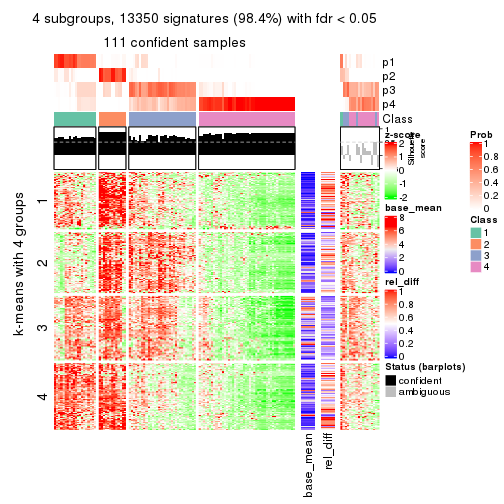 4 subgroups, 13350 signatures (98.4%) with fdr < 0.05
111 confident samples
p1
p2
p3
p4
Class
1
z-score
2
1
0
-1
-2
Silhouette
score
base_mean
8
6
4
2
0
rel_diff
1
0.8
0.6
0.4
0.2
0
Prob
1
0.8
0.6
0.4
0.2
0
Class
1
2
3
4
Status (barplots)
confident
ambiguous
k-means with 4 groups
1
2
3
4
base_mean
rel_diff